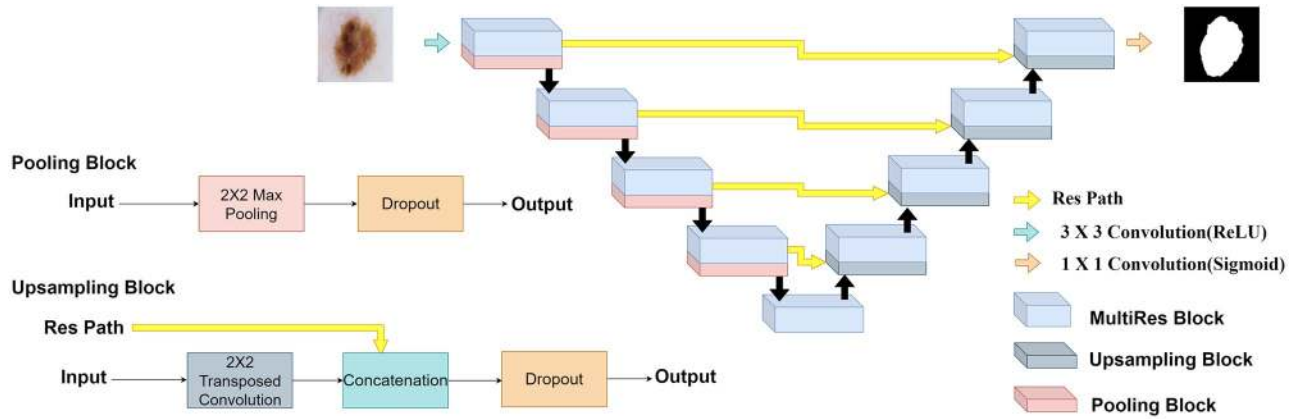 Pooling Block
Input
2X2 Max
Pooling
Dropout
Output
Upsampling Block
Res Path
Input
2X2
Transposed
Convolution
Concatenation
Dropout
Output
Res Path
3 X 3 Convolution(ReLU)
1 X 1 Convolution(Sigmoid)
MultiRes Block
Upsampling Block
Pooling Block